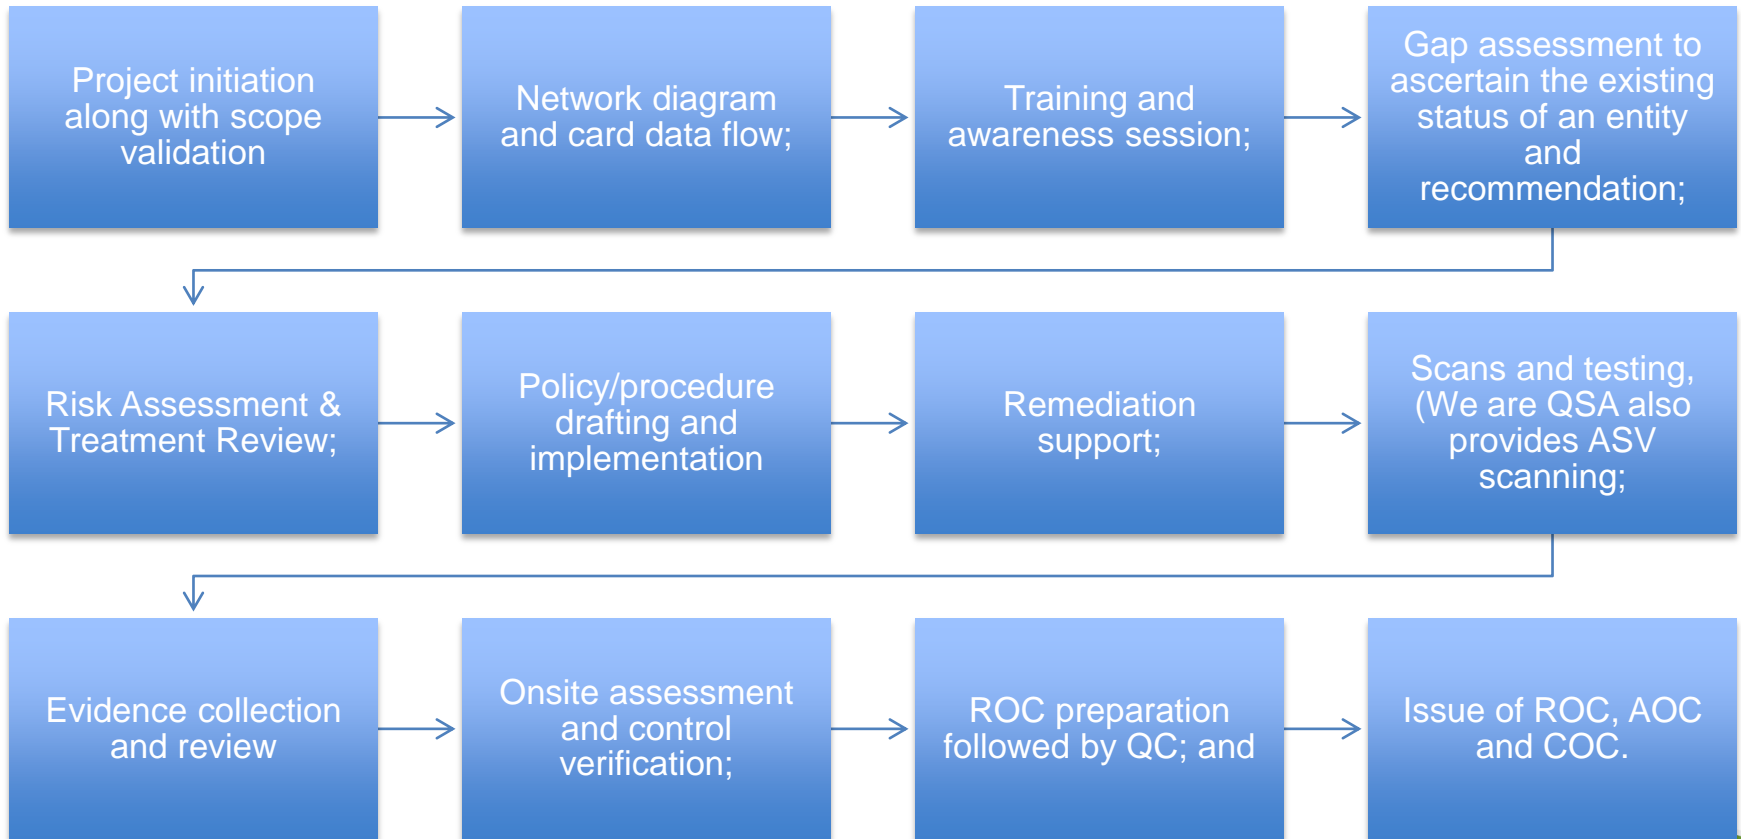 Project initiation
along with scope
validation
Network diagram
and card data flow;
Training and
awareness session;
Gap assessment to
ascertain the existing
status of an entity
and
recommendation;
Risk Assessment &
Treatment Review;
Policy/procedure
drafting and
implementation
Remediation
support;
Scans and testing,
(We are QSA also
provides ASV
scanning;
Evidence collection
and review
Onsite assessment
and control
verification;
ROC preparation
followed by QC; and
Issue of ROC, AOC
and COC.